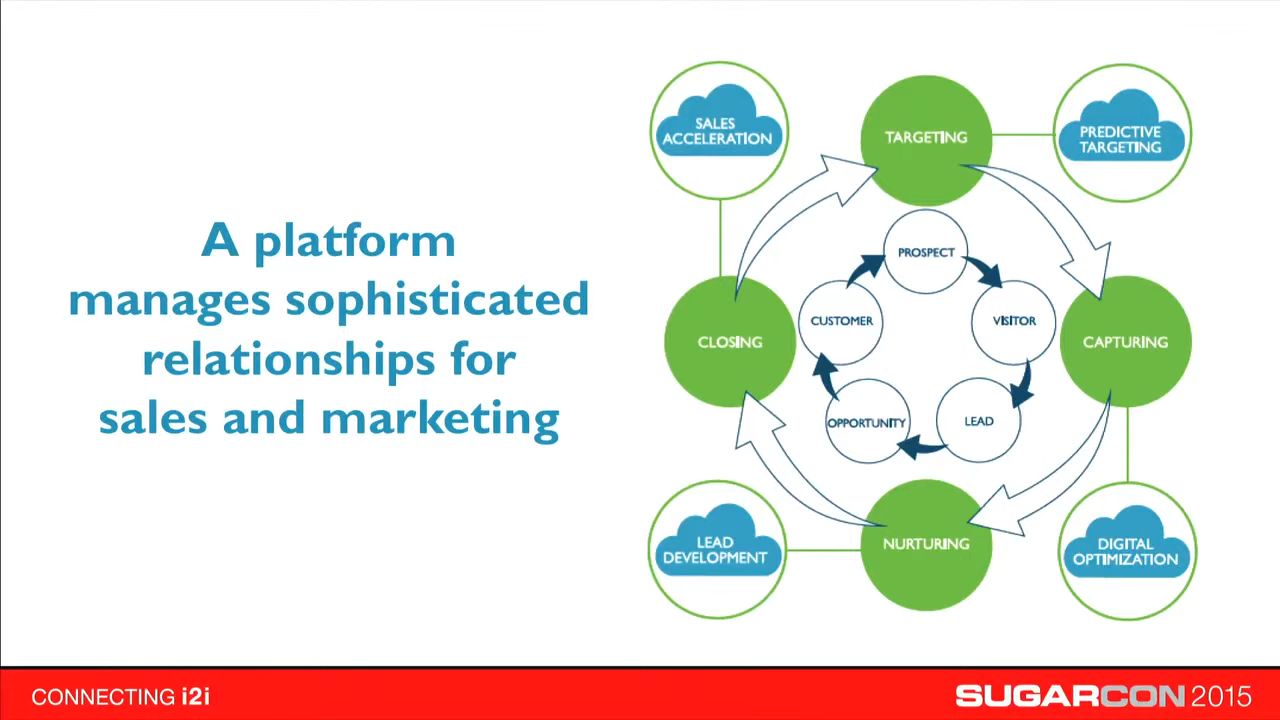 A platform
manages sophisticated
relationships for
sales and marketing
SALES
ACCELERATION
TARGETING
PREDICTIVE
TARGETING
PROSPECT
CUSTOMER
VISITOR
CLOSING
CAPTURING
OPPORTUNITY
LEAD
LEAD
DEVELOPMENT
NURTURING
DIGITAL
OPTIMIZATION
CONNECTING i2i
SUGARCON 2015